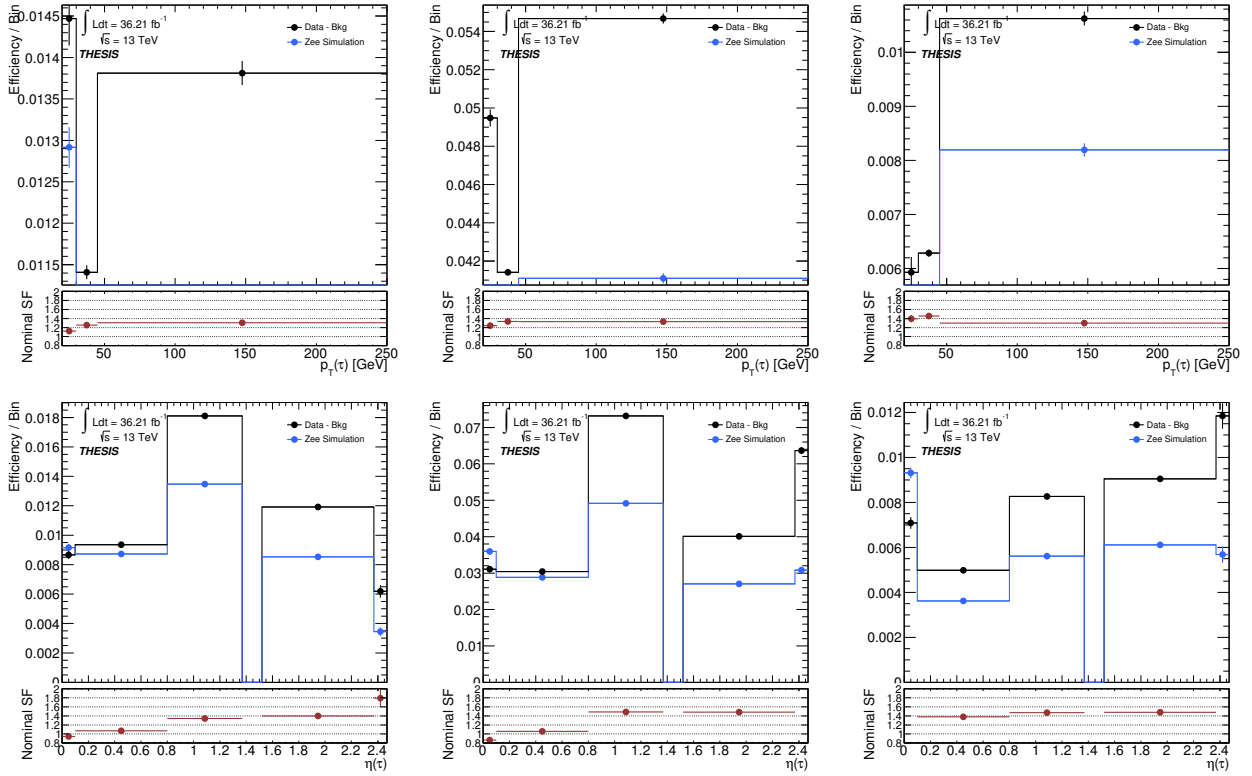 Efficiency / Bin
0.0145
0.014
0.0135
0.013
0.0125
0.012
0.0115
∫ Ldt = 36.21 fb⁻¹
√s = 13 TeV
THESIS
Data - Bkg
Zee Simulation
Nominal SF
2
1.8
1.6
1.4
1.2
1
0.8
50 100 150 200 250
p_T(τ) [GeV]
Efficiency / Bin
0.054
0.052
0.05
0.048
0.046
0.044
0.042
∫ Ldt = 36.21 fb⁻¹
√s = 13 TeV
THESIS
Data - Bkg
Zee Simulation
Nominal SF
2
1.8
1.6
1.4
1.2
1
0.8
50 100 150 200 250
p_T(τ) [GeV]
Efficiency / Bin
0.01
0.009
0.008
0.007
0.006
∫ Ldt = 36.21 fb⁻¹
√s = 13 TeV
THESIS
Data - Bkg
Zee Simulation
Nominal SF
2
1.8
1.6
1.4
1.2
1
0.8
50 100 150 200 250
p_T(τ) [GeV]
Efficiency / Bin
0.018
0.016
0.014
0.012
0.01
0.008
0.006
0.004
0.002
0
∫ Ldt = 36.21 fb⁻¹
√s = 13 TeV
THESIS
Data - Bkg
Zee Simulation
Nominal SF
2
1.8
1.6
1.4
1.2
1
0.8
0 0.2 0.4 0.6 0.8 1 1.2 1.4 1.6 1.8 2 2.2 2.4
η(τ)
Efficiency / Bin
0.07
0.06
0.05
0.04
0.03
0.02
0.01
0
∫ Ldt = 36.21 fb⁻¹
√s = 13 TeV
THESIS
Data - Bkg
Zee Simulation
Nominal SF
2
1.8
1.6
1.4
1.2
1
0.8
0 0.2 0.4 0.6 0.8 1 1.2 1.4 1.6 1.8 2 2.2 2.4
η(τ)
Efficiency / Bin
0.012
0.01
0.008
0.006
0.004
0.002
0
∫ Ldt = 36.21 fb⁻¹
√s = 13 TeV
THESIS
Data - Bkg
Zee Simulation
Nominal SF
2
1.8
1.6
1.4
1.2
1
0.8
0 0.2 0.4 0.6 0.8 1 1.2 1.4 1.6 1.8 2 2.2 2.4
η(τ)